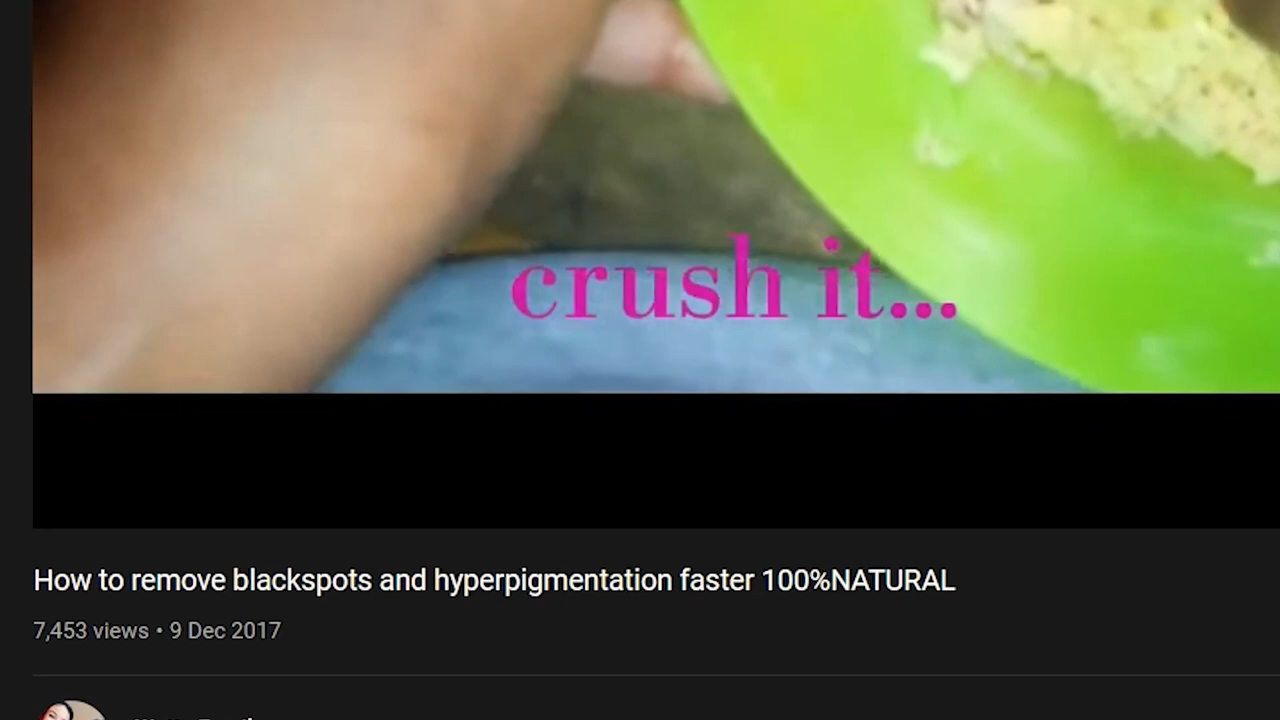 crush it...
How to remove blackspots and hyperpigmentation faster 100%NATURAL
7,453 views • 9 Dec 2017